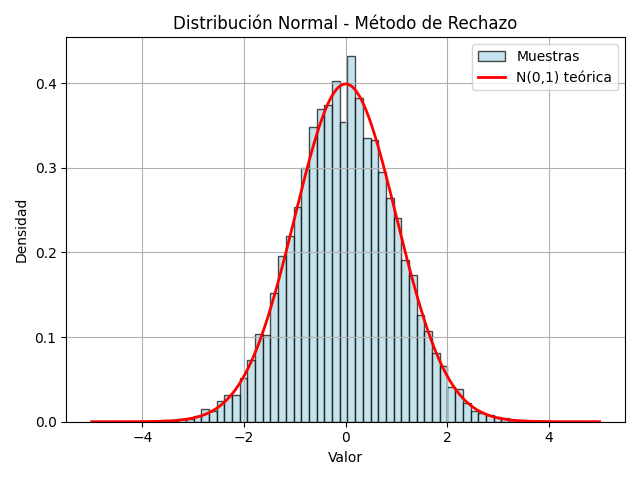 Distribución Normal - Método de Rechazo
Muestras
N(0,1) teórica
Densidad
0.4
0.3
0.2
0.1
0.0
−4
−2
0
2
4
Valor